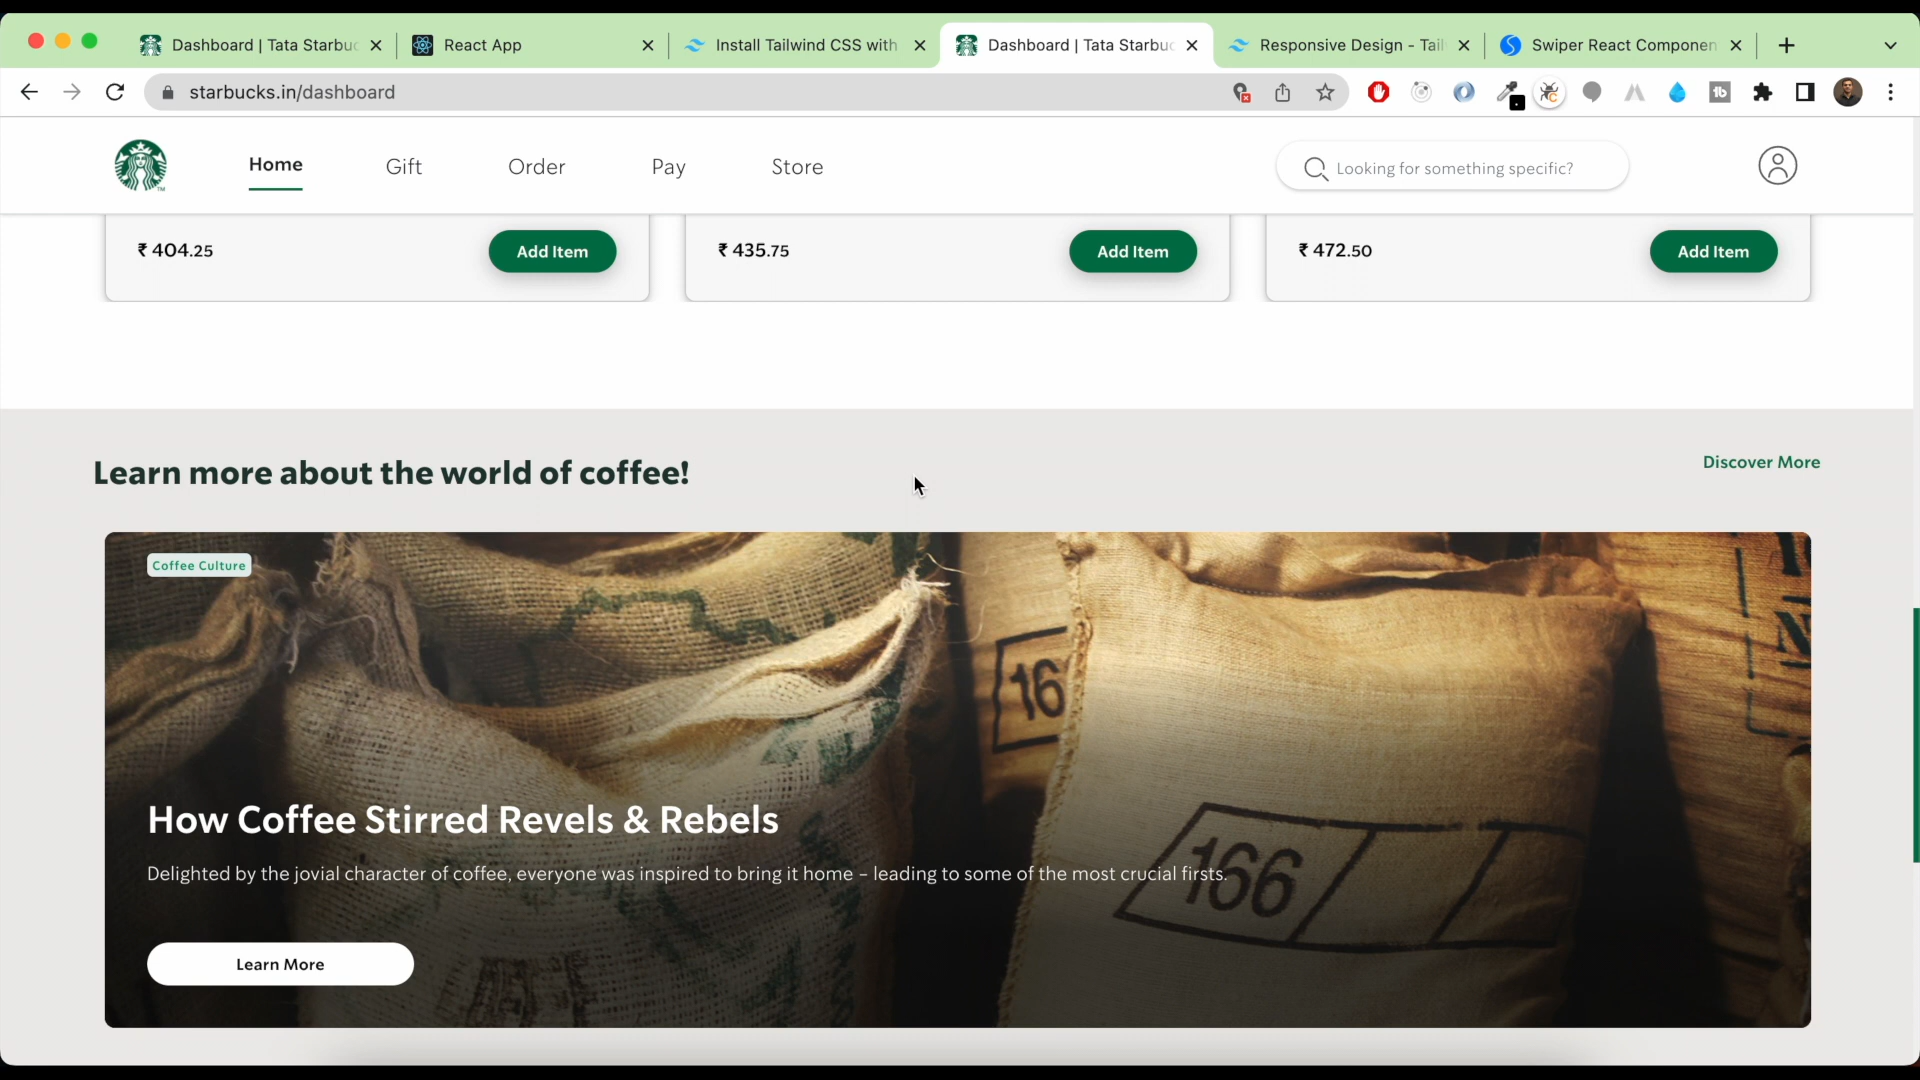 Dashboard | Tata Starbuc
React App
Install Tailwind CSS with
Dashboard | Tata Starbuc
Responsive Design - Tail
Swiper React Componen
starbucks.in/dashboard
Home
Gift
Order
Pay
Store
Looking for something specific?
₹ 404.25
Add Item
₹ 435.75
Add Item
₹ 472.50
Add Item
Learn more about the world of coffee!
Discover More
Coffee Culture
16
166
How Coffee Stirred Revels & Rebels
Delighted by the jovial character of coffee, everyone was inspired to bring it home – leading to some of the most crucial firsts.
Learn More